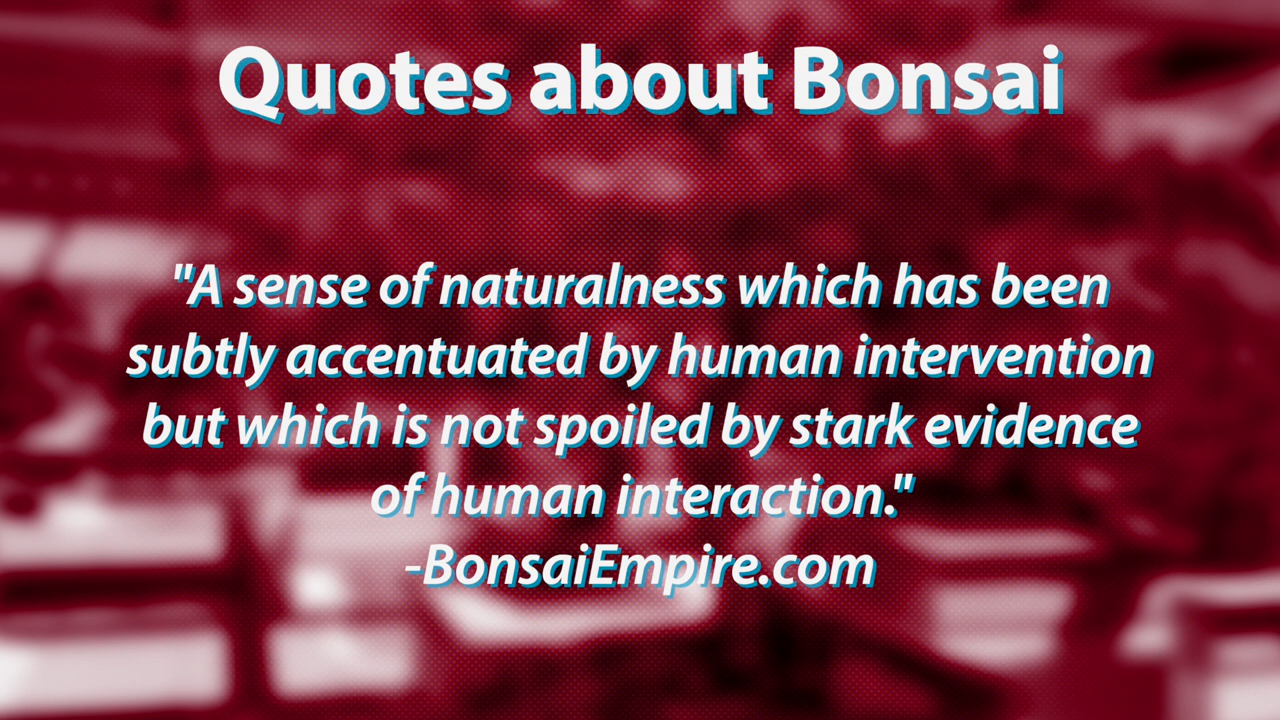 Quotes about Bonsai
"A sense of naturalness which has been
subtly accentuated by human intervention
but which is not spoiled by stark evidence
of human interaction."
-BonsaiEmpire.com